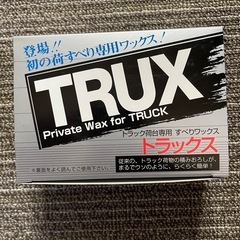 登場!!
初の荷すべり専用ワックス!
TRUX
Private Wax for TRUCK
トラック荷台専用 すべりワックス
トラックス
※裏面をよく読んでご使用下さい。
従来の、トラック荷物の積みおろしが、
まるでウソのように、らくらく簡単!